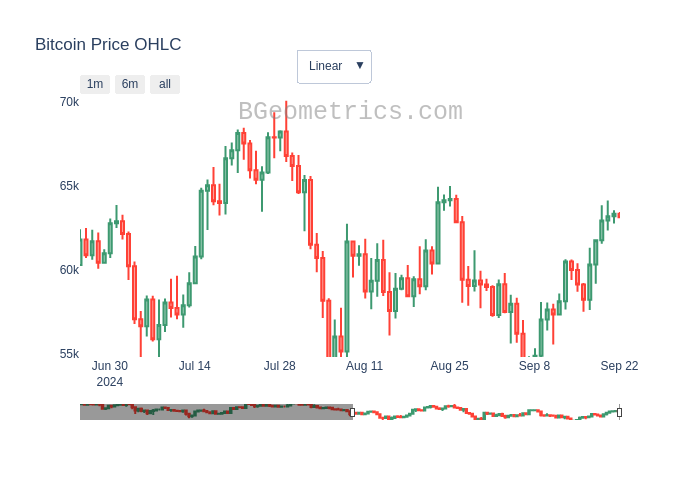 Bitcoin Price OHLC
Linear ▼
1m 6m all
BGeometrics.com
70k
65k
60k
55k
Jun 30 Jul 14 Jul 28 Aug 11 Aug 25 Sep 8 Sep 22
2024